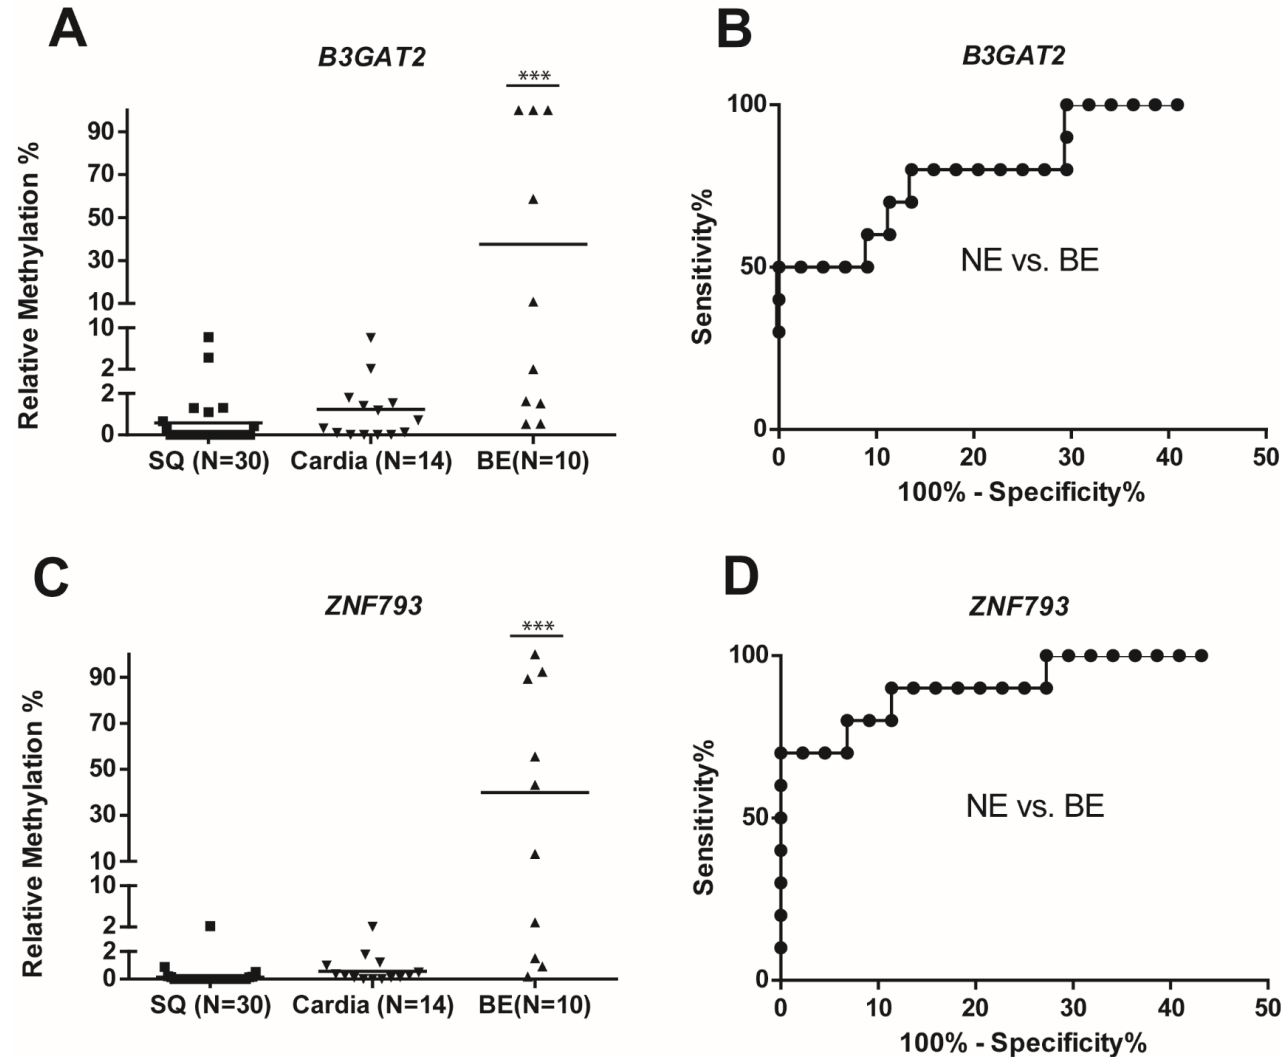 A
B3GAT2
***
Relative Methylation %
90
70
50
30
10
10
2
2
0
SQ (N=30)
Cardia (N=14)
BE(N=10)
B
B3GAT2
Sensitivity%
100
50
0
NE vs. BE
0
10
20
30
40
50
100% - Specificity%
C
ZNF793
***
Relative Methylation %
90
70
50
30
10
10
2
2
0
SQ (N=30)
Cardia (N=14)
BE(N=10)
D
ZNF793
Sensitivity%
100
50
0
NE vs. BE
0
10
20
30
40
50
100% - Specificity%